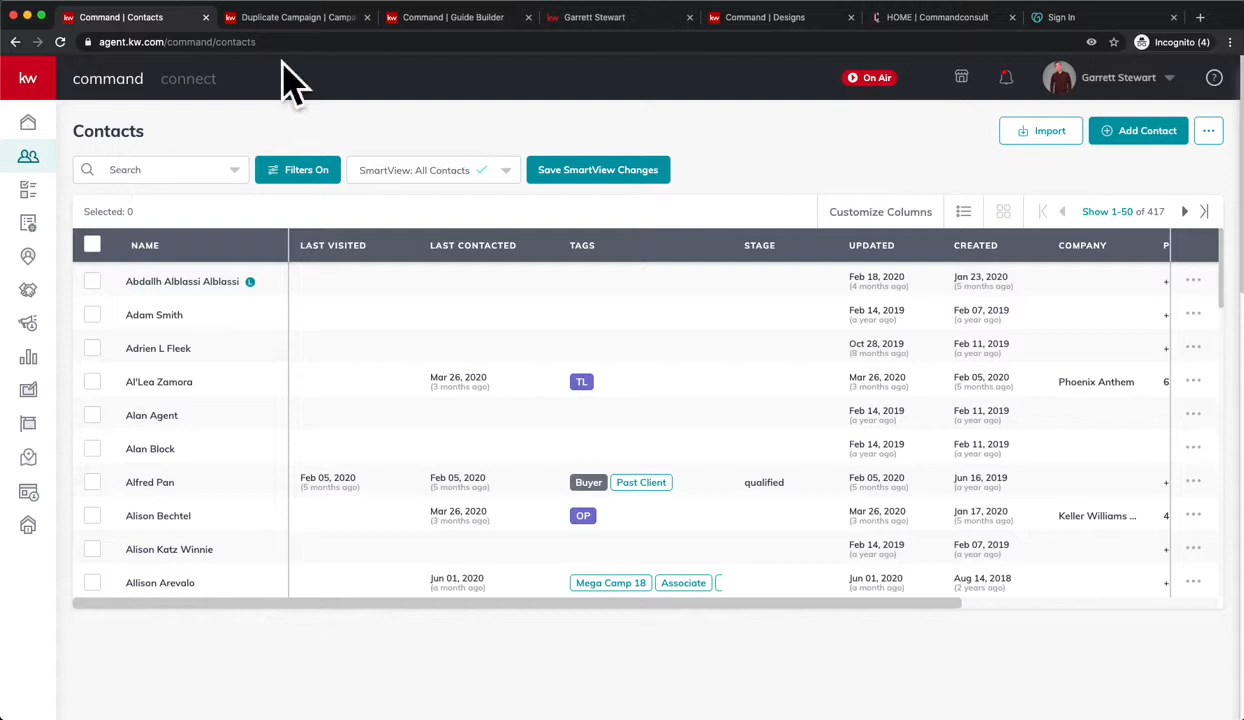 Command | Contacts
Duplicate Campaign | Campa
Command | Guide Builder
Garrett Stewart
Command | Designs
HOME | Commandconsult
Sign In
agent.kw.com/command/contacts
Incognito (4)
kw
command
connect
On Air
Garrett Stewart
Contacts
Import
Add Contact
Search
Filters On
SmartView: All Contacts
Save SmartView Changes
Selected: 0
Customize Columns
Show 1-50 of 417
NAME LAST VISITED LAST CONTACTED TAGS STAGE UPDATED CREATED COMPANY P
Abdallh Alblassi Alblassi L Feb 18, 2020 Jan 23, 2020 +
(4 months ago) (5 months ago)
Adam Smith Feb 14, 2019 Feb 07, 2019 +
(a year ago) (a year ago)
Adrien L Fleek Oct 28, 2019 Feb 11, 2019 +
(8 months ago) (a year ago)
Al'Lea Zamora Mar 26, 2020 TL Mar 26, 2020 Feb 05, 2020 Phoenix Anthem 6
(3 months ago) (3 months ago) (5 months ago)
Alan Agent Feb 14, 2019 Feb 11, 2019 +
(a year ago) (a year ago)
Alan Block Feb 14, 2019 Feb 11, 2019 +
(a year ago) (a year ago)
Alfred Pan Feb 05, 2020 Feb 05, 2020 Buyer Past Client qualified Feb 05, 2020 Jun 16, 2019 +
(5 months ago) (5 months ago) (5 months ago) (a year ago)
Alison Bechtel Mar 26, 2020 OP Mar 26, 2020 Jan 17, 2020 Keller Williams ... 4
(3 months ago) (3 months ago) (5 months ago)
Alison Katz Winnie Feb 14, 2019 Feb 07, 2019 +
(a year ago) (a year ago)
Allison Arevalo Jun 01, 2020 Mega Camp 18 Associate Jun 01, 2020 Aug 14, 2018 +
(a month ago) (a month ago) (2 years ago)